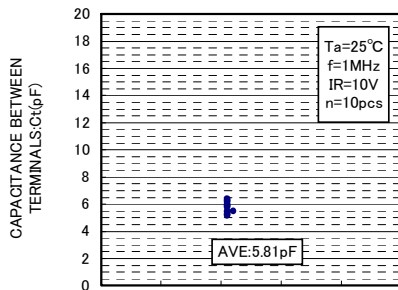 CAPACITANCE BETWEEN
TERMINALS:Ct(pF)
20
18
16
14
12
10
8
6
4
2
0
Ta=25℃
f=1MHz
IR=10V
n=10pcs
AVE:5.81pF